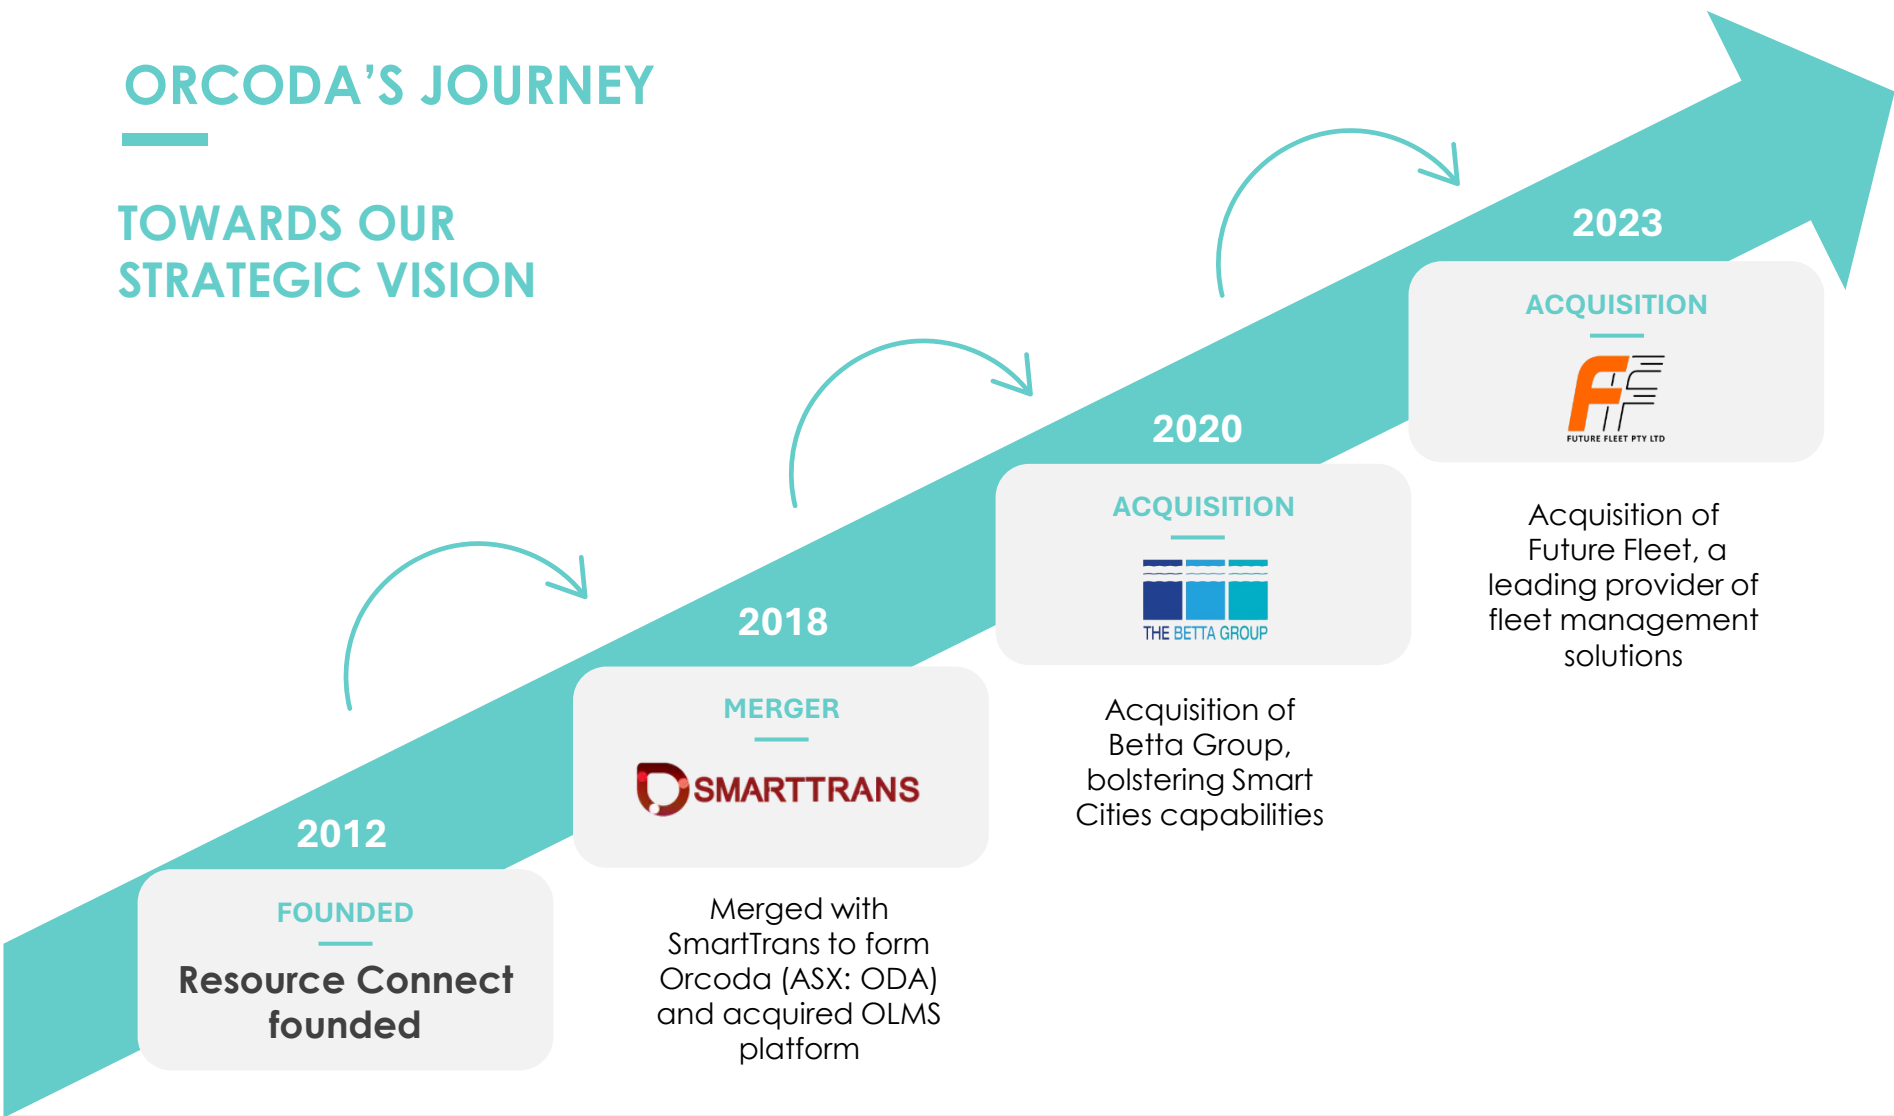 ORCODA’S JOURNEY
TOWARDS OUR
STRATEGIC VISION
2012
FOUNDED
Resource Connect
founded
2018
MERGER
SMARTTRANS
Merged with
SmartTrans to form
Orcoda (ASX: ODA)
and acquired OLMS
platform
2020
ACQUISITION
THE BETTA GROUP
Acquisition of
Betta Group,
bolstering Smart
Cities capabilities
2023
ACQUISITION
FF
FUTURE FLEET PTY LTD
Acquisition of
Future Fleet, a
leading provider of
fleet management
solutions